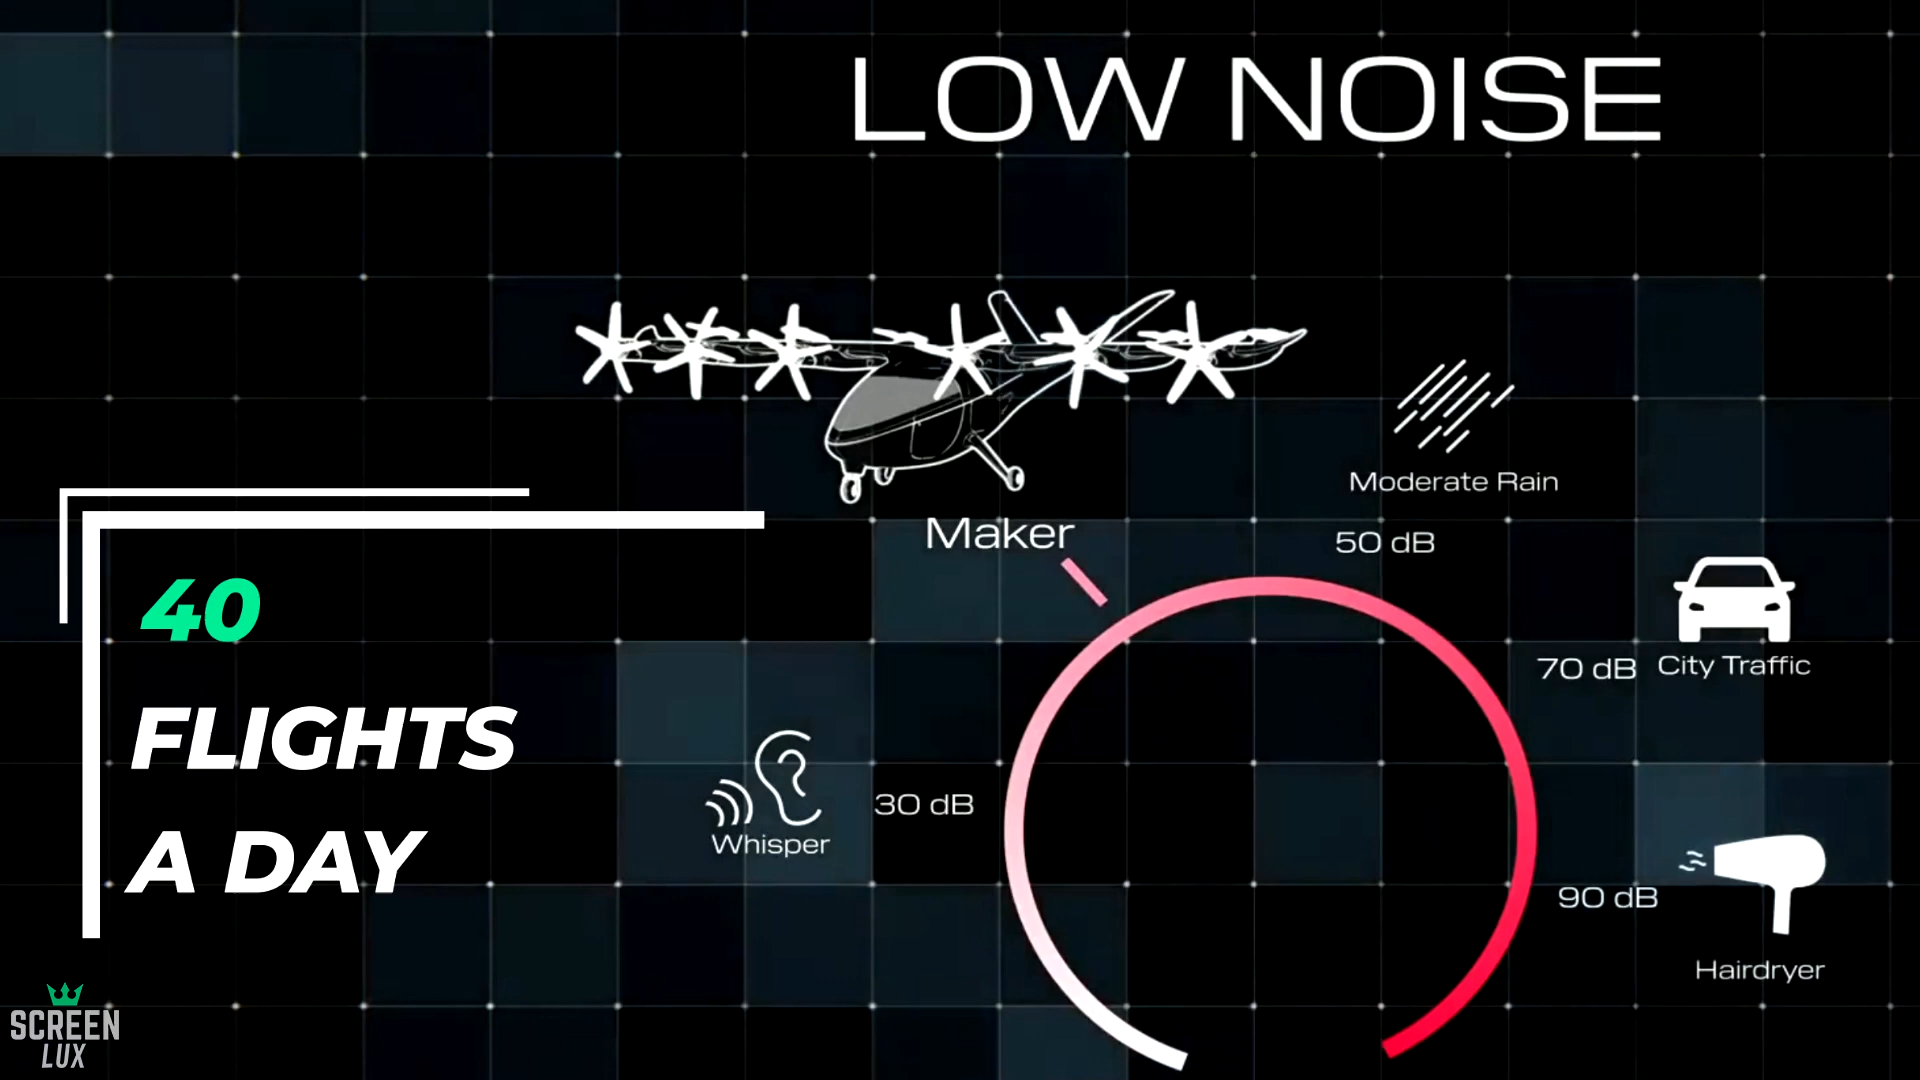 LOW NOISE
Moderate Rain
Maker
50 dB
40
FLIGHTS
A DAY
70 dB
City Traffic
30 dB
Whisper
90 dB
Hairdryer
SCREEN
LUX